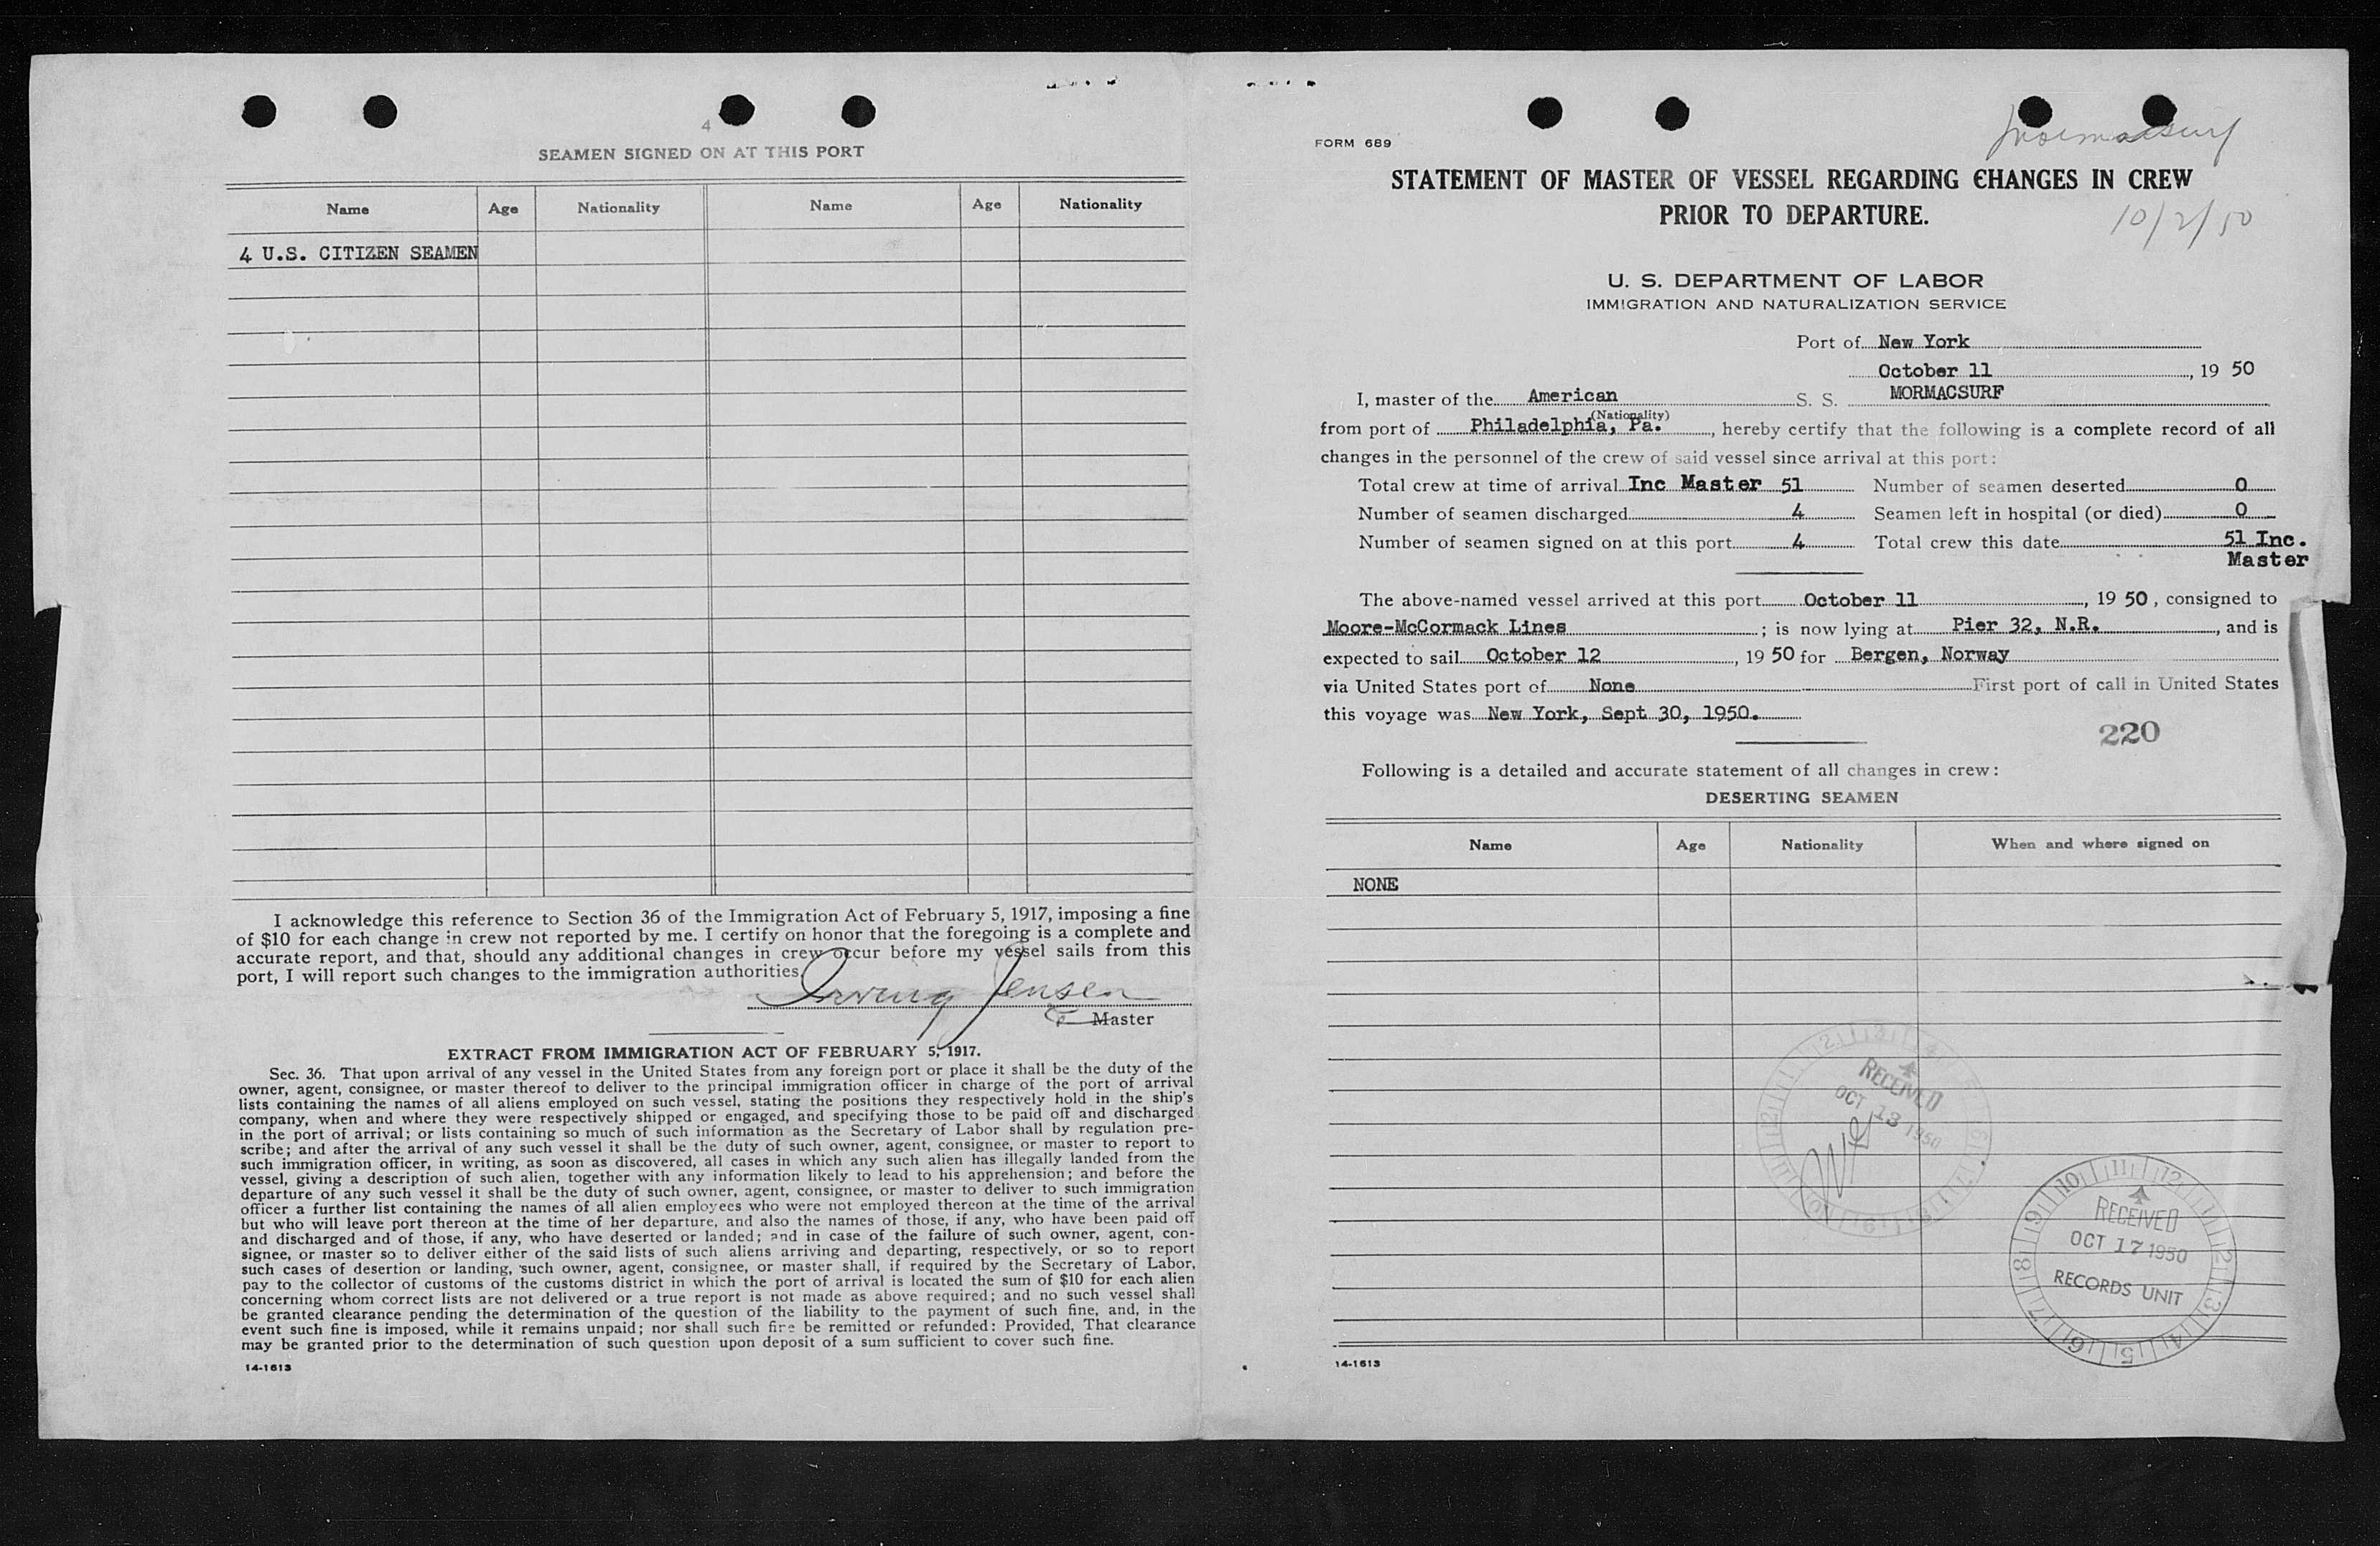 4
SEAMEN SIGNED ON AT THIS PORT
Name Age Nationality Name Age Nationality
4 U.S. CITIZEN SEAMEN
I acknowledge this reference to Section 36 of the Immigration Act of February 5, 1917, imposing a fine
of $10 for each change in crew not reported by me. I certify on honor that the foregoing is a complete and
accurate report, and that, should any additional changes in crew occur before my vessel sails from this
port, I will report such changes to the immigration authorities.
Irving Jensen
Master
EXTRACT FROM IMMIGRATION ACT OF FEBRUARY 5, 1917.
Sec. 36. That upon arrival of any vessel in the United States from any foreign port or place it shall be the duty of the
owner, agent, consignee, or master thereof to deliver to the principal immigration officer in charge of the port of arrival
lists containing the names of all aliens employed on such vessel, stating the positions they respectively hold in the ship's
company, when and where they were respectively shipped or engaged, and specifying those to be paid off and discharged
in the port of arrival; or lists containing so much of such information as the Secretary of Labor shall by regulation pre-
scribe; and after the arrival of any such vessel it shall be the duty of such owner, agent, consignee, or master to report to
such immigration officer, in writing, as soon as discovered, all cases in which any such alien has illegally landed from the
vessel, giving a description of such alien, together with any information likely to lead to his apprehension; and before the
departure of any such vessel it shall be the duty of such owner, agent, consignee, or master to deliver to such immigration
officer a further list containing the names of all alien employees who were not employed thereon at the time of the arrival
but who will leave port thereon at the time of her departure, and also the names of those, if any, who have been paid off
and discharged and of those, if any, who have deserted or landed; and in case of the failure of such owner, agent, con-
signee, or master so to deliver either of the said lists of such aliens arriving and departing, respectively, or so to report
such cases of desertion or landing, such owner, agent, consignee, or master shall, if required by the Secretary of Labor,
pay to the collector of customs of the customs district in which the port of arrival is located the sum of $10 for each alien
concerning whom correct lists are not delivered or a true report is not made as above required; and no such vessel shall
be granted clearance pending the determination of the question of the liability to the payment of such fine, and, in the
event such fine is imposed, while it remains unpaid; nor shall such fine be remitted or refunded: Provided, That clearance
may be granted prior to the determination of such question upon deposit of a sum sufficient to cover such fine.
14-1613
FORM 689
Mormacsurf
STATEMENT OF MASTER OF VESSEL REGARDING CHANGES IN CREW
PRIOR TO DEPARTURE.
10/2/50
U. S. DEPARTMENT OF LABOR
IMMIGRATION AND NATURALIZATION SERVICE
Port of New York
October 11, 19 50
I, master of the American S. S. MORMACSURF
(Nationality)
from port of Philadelphia, Pa., hereby certify that the following is a complete record of all
changes in the personnel of the crew of said vessel since arrival at this port:
Total crew at time of arrival Inc Master 51 Number of seamen deserted 0
Number of seamen discharged 4 Seamen left in hospital (or died) 0
Number of seamen signed on at this port 4 Total crew this date 51 Inc.
Master
The above-named vessel arrived at this port October 11, 19 50, consigned to
Moore-McCormack Lines; is now lying at Pier 32, N.R., and is
expected to sail October 12, 19 50 for Bergen, Norway
via United States port of None First port of call in United States
this voyage was New York, Sept 30, 1950.
220
Following is a detailed and accurate statement of all changes in crew:
DESERTING SEAMEN
Name Age Nationality When and where signed on
NONE
RECEIVED
OCT 13 1950
RECEIVED
OCT 17 1950
RECORDS UNIT
14-1613